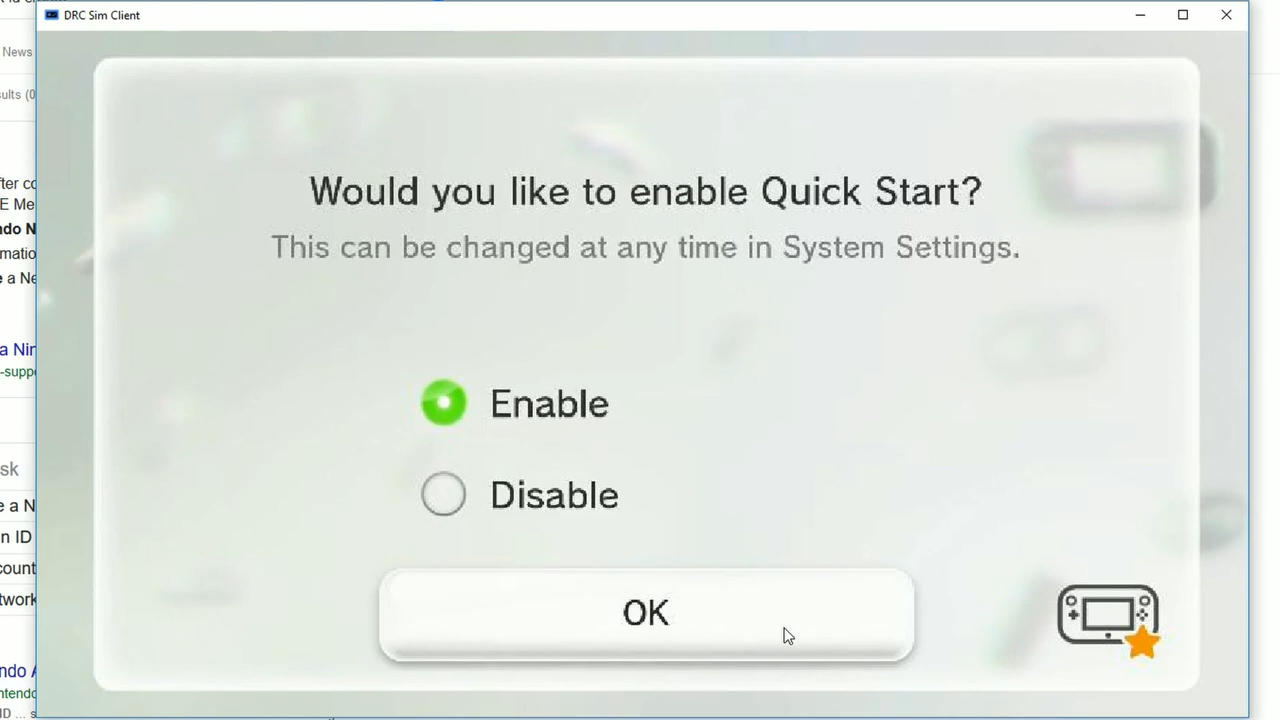 DRC Sim Client
News
Would you like to enable Quick Start?
This can be changed at any time in System Settings.
Enable
Disable
OK